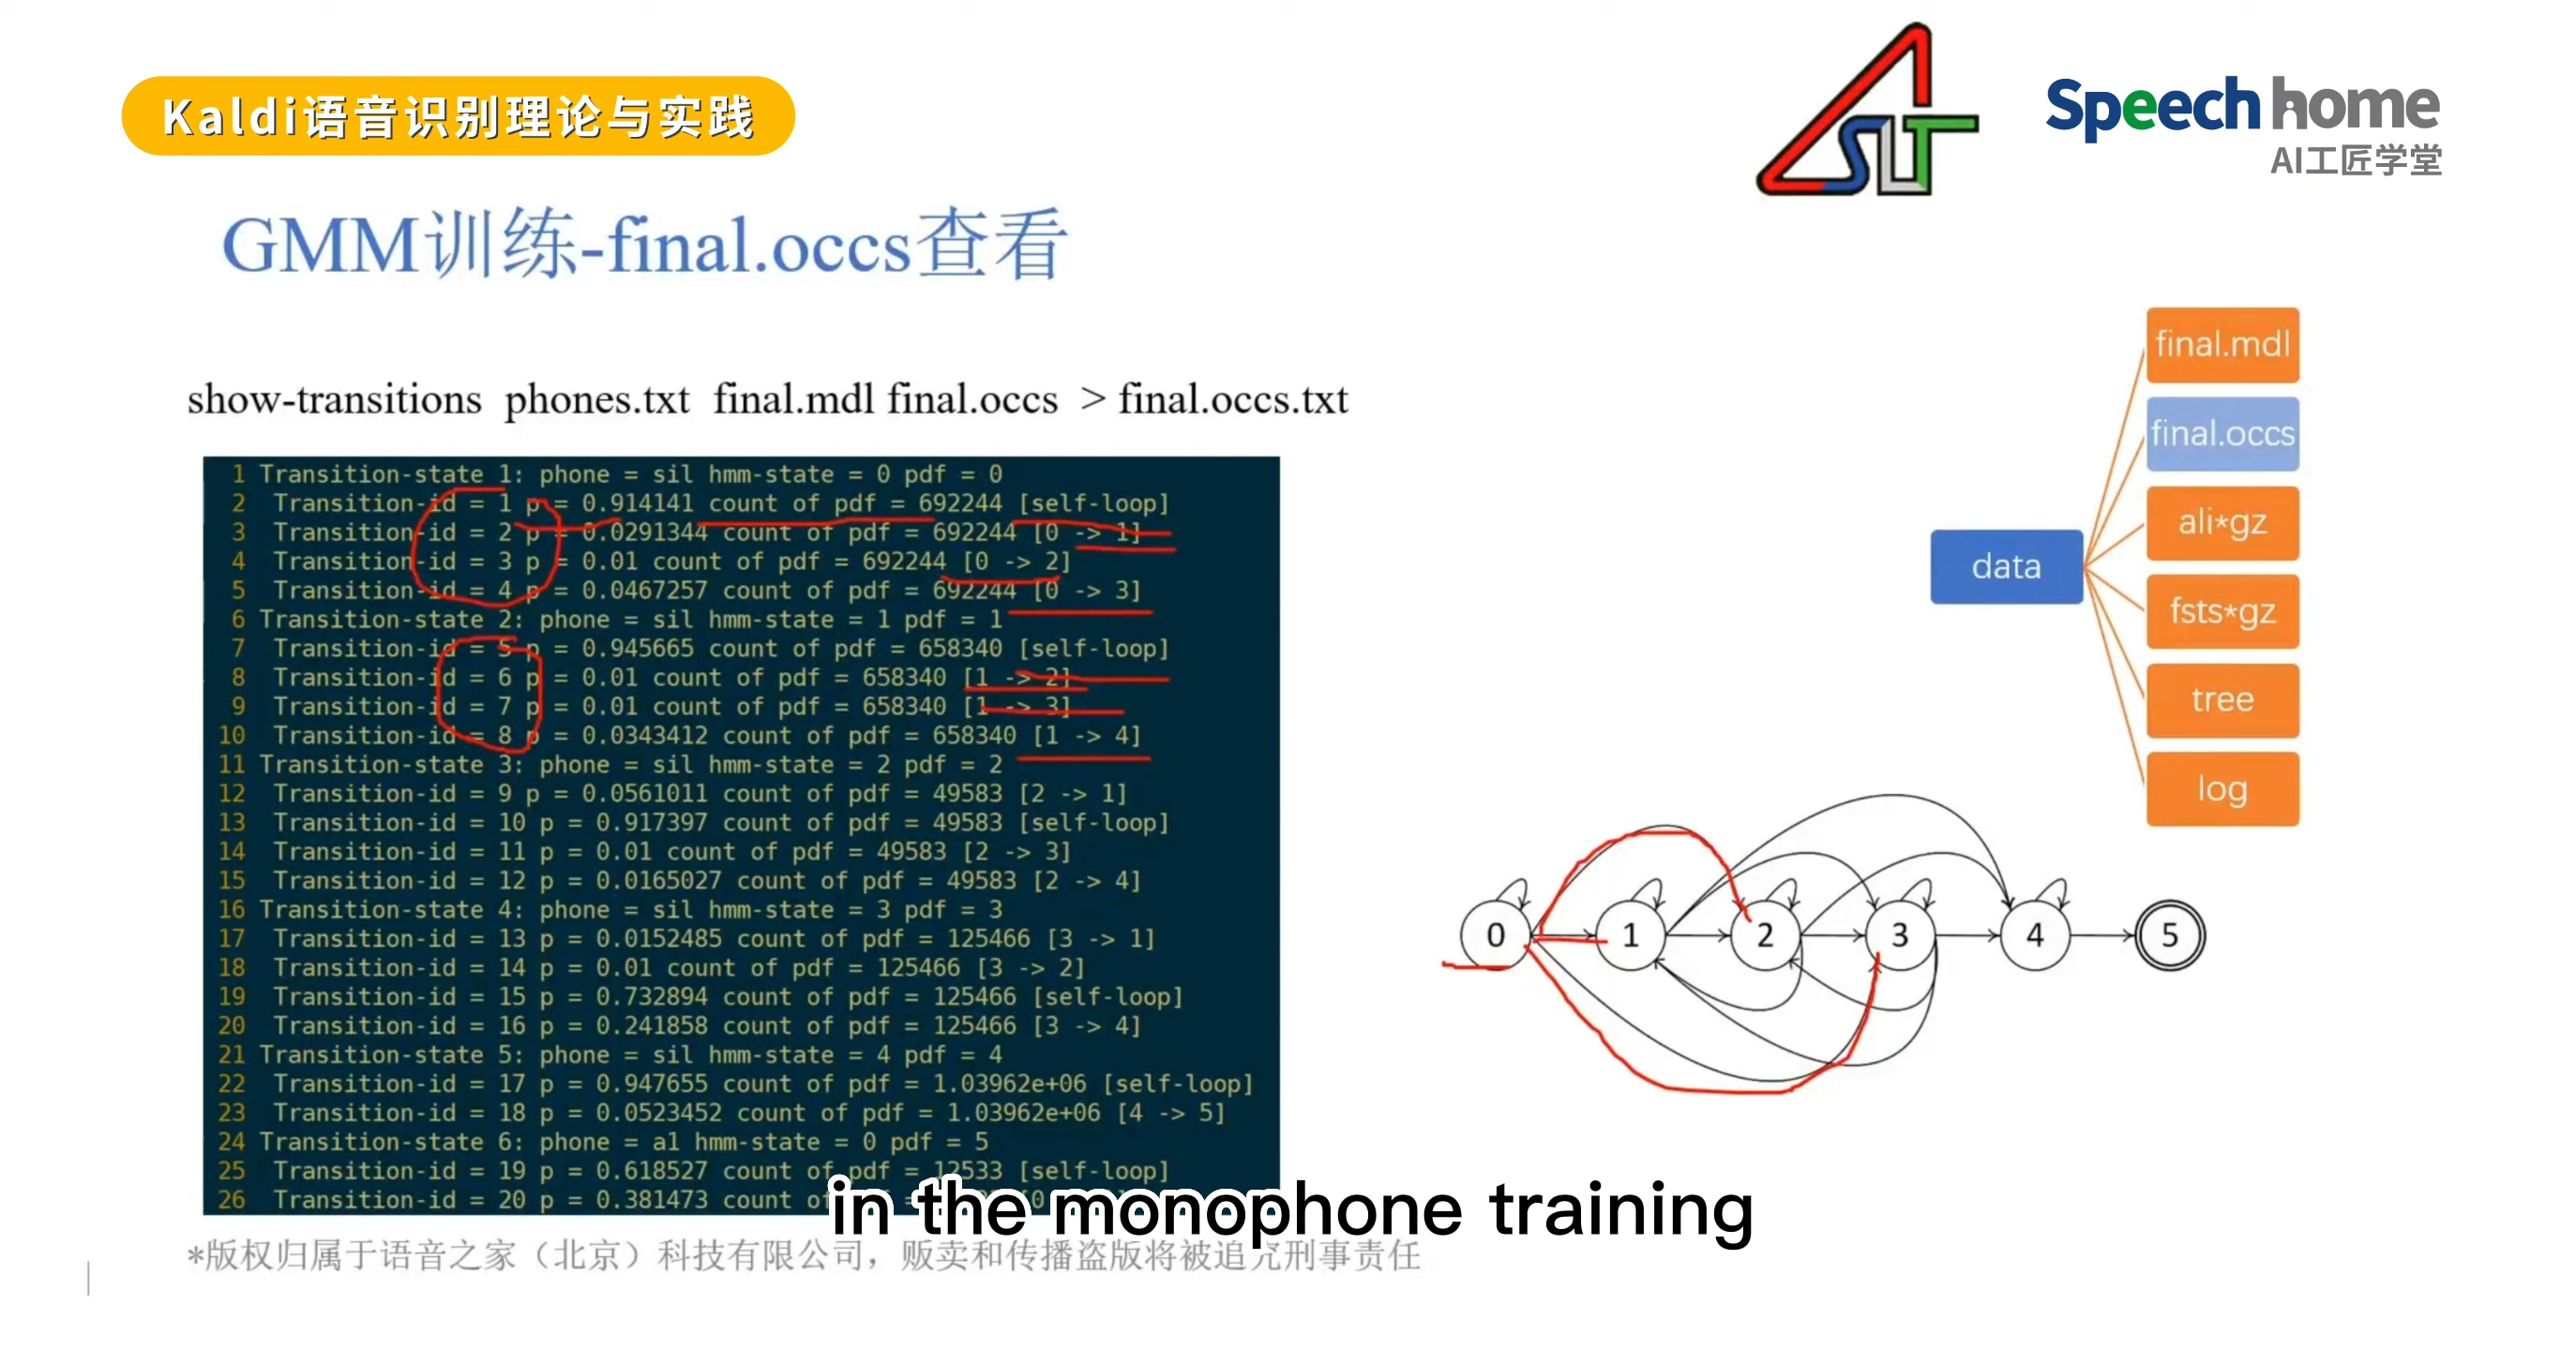 Kaldi语音识别理论与实践
ASLT
Speechhome
AI工匠学堂
GMM训练-final.occs查看
show-transitions phones.txt final.mdl final.occs > final.occs.txt
1 Transition-state 1: phone = sil hmm-state = 0 pdf = 0
2 Transition-id = 1 p = 0.914141 count of pdf = 692244 [self-loop]
3 Transition-id = 2 p = 0.0291344 count of pdf = 692244 [0 -> 1]
4 Transition-id = 3 p = 0.01 count of pdf = 692244 [0 -> 2]
5 Transition-id = 4 p = 0.0467257 count of pdf = 692244 [0 -> 3]
6 Transition-state 2: phone = sil hmm-state = 1 pdf = 1
7 Transition-id = 5 p = 0.945665 count of pdf = 658340 [self-loop]
8 Transition-id = 6 p = 0.01 count of pdf = 658340 [1 -> 2]
9 Transition-id = 7 p = 0.01 count of pdf = 658340 [1 -> 3]
10 Transition-id = 8 p = 0.0343412 count of pdf = 658340 [1 -> 4]
11 Transition-state 3: phone = sil hmm-state = 2 pdf = 2
12 Transition-id = 9 p = 0.0561011 count of pdf = 49583 [2 -> 1]
13 Transition-id = 10 p = 0.917397 count of pdf = 49583 [self-loop]
14 Transition-id = 11 p = 0.01 count of pdf = 49583 [2 -> 3]
15 Transition-id = 12 p = 0.0165027 count of pdf = 49583 [2 -> 4]
16 Transition-state 4: phone = sil hmm-state = 3 pdf = 3
17 Transition-id = 13 p = 0.0152485 count of pdf = 125466 [3 -> 1]
18 Transition-id = 14 p = 0.01 count of pdf = 125466 [3 -> 2]
19 Transition-id = 15 p = 0.732894 count of pdf = 125466 [self-loop]
20 Transition-id = 16 p = 0.241858 count of pdf = 125466 [3 -> 4]
21 Transition-state 5: phone = sil hmm-state = 4 pdf = 4
22 Transition-id = 17 p = 0.947655 count of pdf = 1.03962e+06 [self-loop]
23 Transition-id = 18 p = 0.0523452 count of pdf = 1.03962e+06 [4 -> 5]
24 Transition-state 6: phone = a1 hmm-state = 0 pdf = 5
25 Transition-id = 19 p = 0.618527 count of pdf = 12533 [self-loop]
26 Transition-id = 20 p = 0.381473 count of
data
final.mdl
final.occs
ali*gz
fsts*gz
tree
log
0 1 2 3 4 5
in the monophone training
*版权归属于语音之家（北京）科技有限公司，贩卖和传播盗版将被追究刑事责任